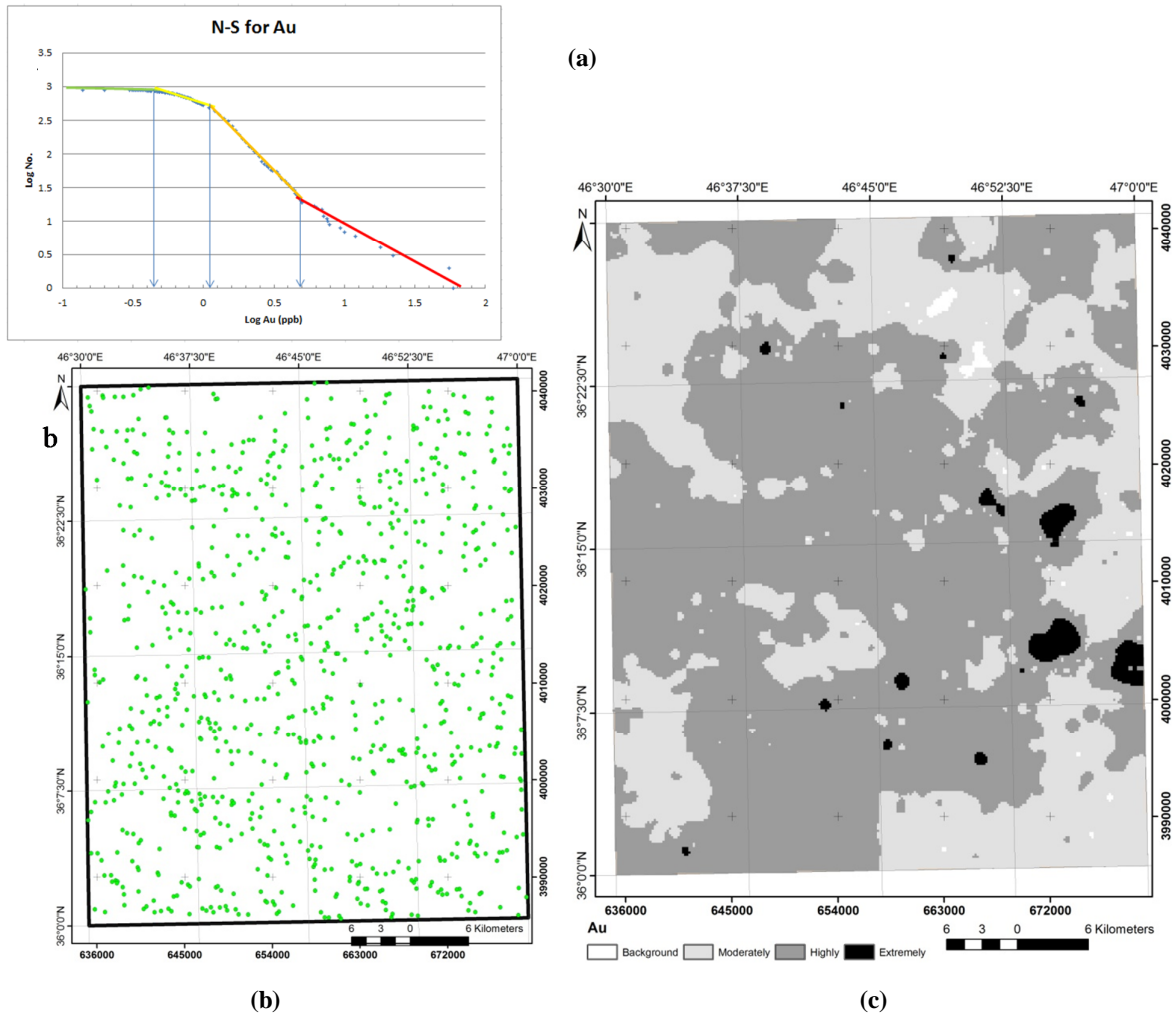 N-S for Au
3.5
3
2.5
2
1.5
1
0.5
0
Log No.
-1
-0.5
0
0.5
1
1.5
2
Log Au (ppb)
(a)
46°30'0"E
46°37'30"E
46°45'0"E
46°52'30"E
47°0'0"E
N
b
36°22'30"N
36°15'0"N
36°7'30"N
36°0'0"N
4040000
4030000
4020000
4010000
4000000
3990000
636000
645000
654000
663000
672000
6 3 0 6 Kilometers
(b)
46°30'0"E
46°37'30"E
46°45'0"E
46°52'30"E
47°0'0"E
N
36°22'30"N
36°15'0"N
36°7'30"N
36°0'0"N
4040000
4030000
4020000
4010000
4000000
3990000
636000
645000
654000
663000
672000
Au
Background
Moderately
Highly
Extremely
6 3 0 6 Kilometers
(c)